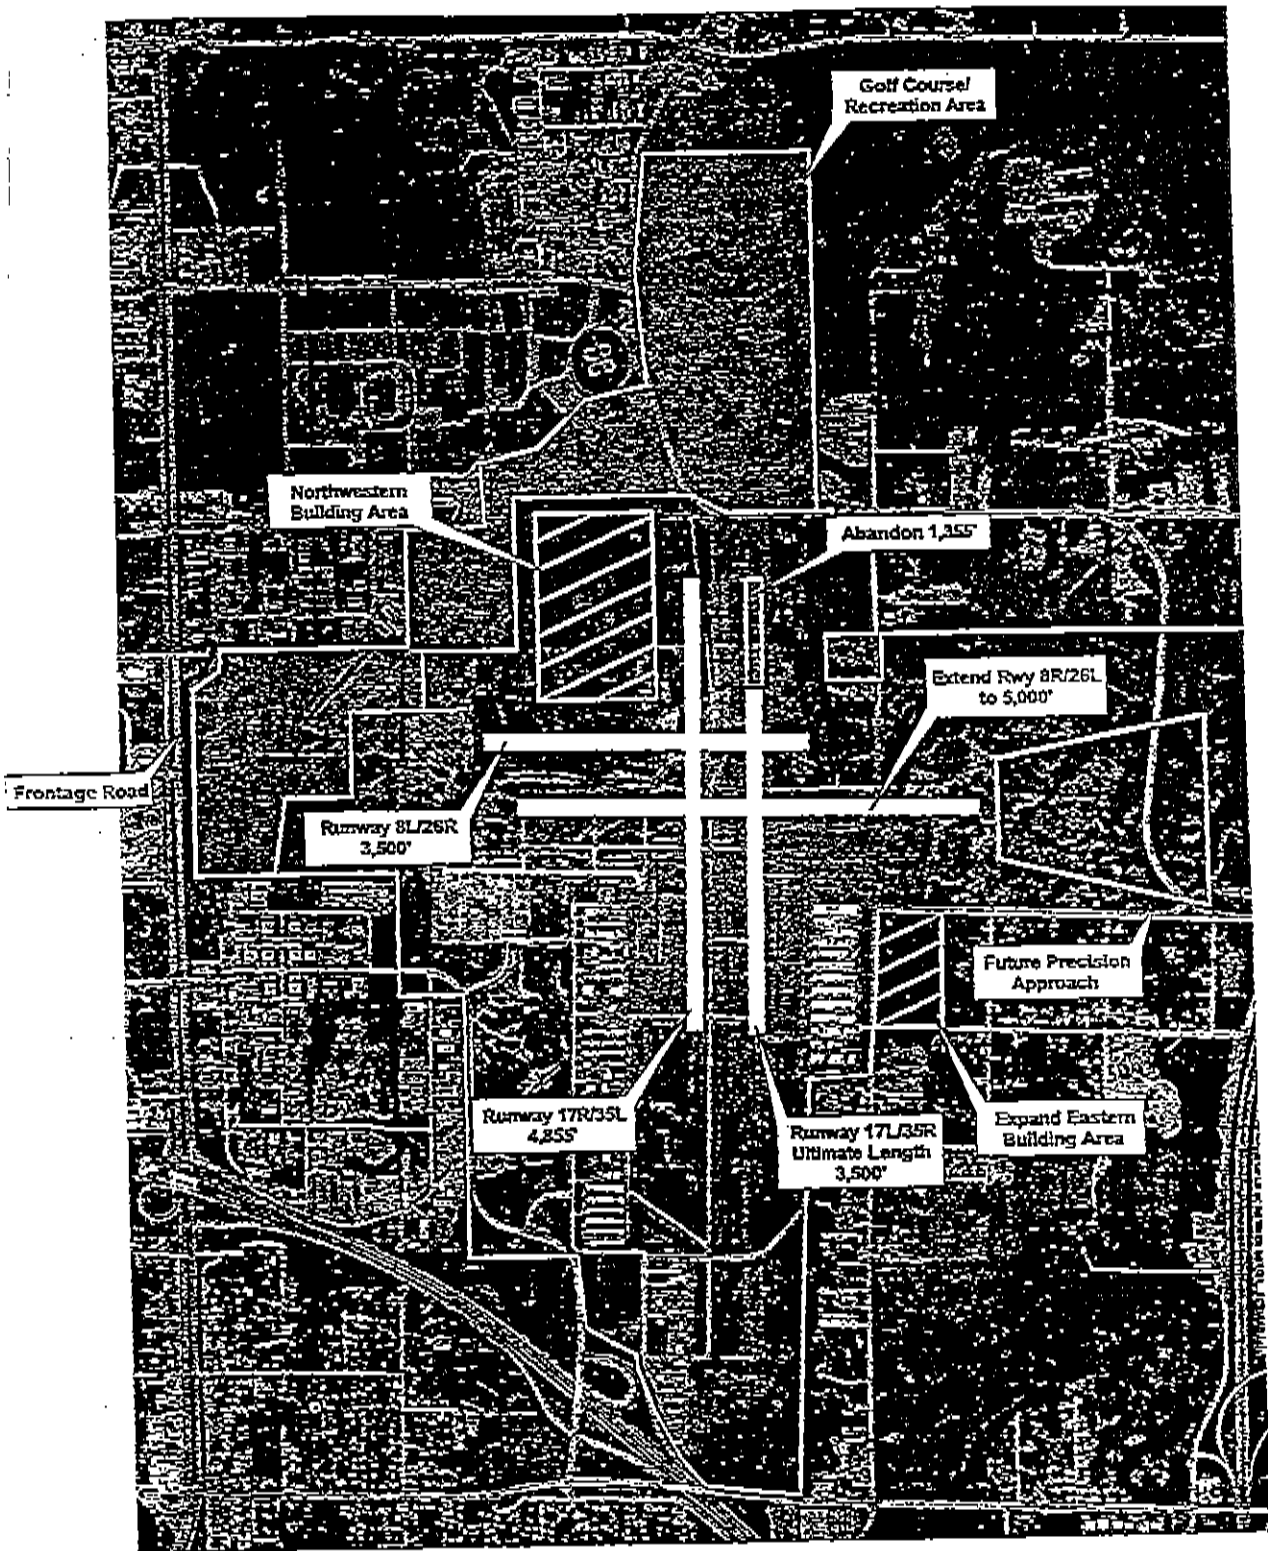 Golf Course/
Recreation Area
Northwestern
Building Area
Abandon 1,355'
Extend Rwy 8R/26L
to 5,000'
Frontage Road
Runway 8L/26R
3,500'
Future Precision
Approach
Runway 17R/35L
4,855'
Runway 17L/35R
Ultimate Length
3,500'
Expand Eastern
Building Area